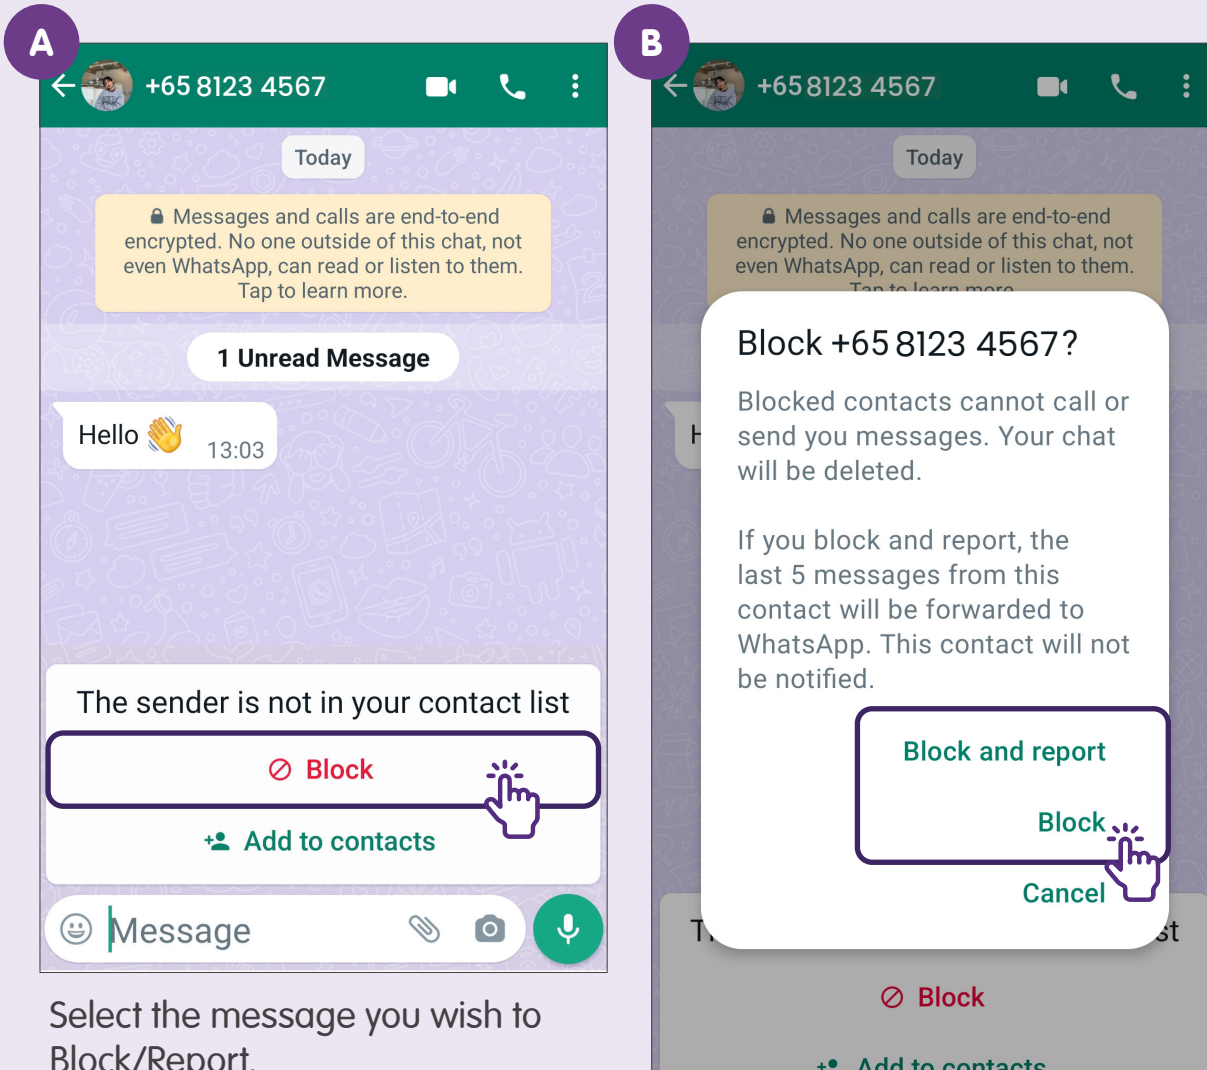 A
+65 8123 4567
Today
Messages and calls are end-to-end
encrypted. No one outside of this chat, not
even WhatsApp, can read or listen to them.
Tap to learn more.
1 Unread Message
Hello 👋
13:03
The sender is not in your contact list
Block
Add to contacts
Message
Select the message you wish to
Block/Report.
B
+65 8123 4567
Today
Messages and calls are end-to-end
encrypted. No one outside of this chat, not
even WhatsApp, can read or listen to them.
Tap to learn more
Block +65 8123 4567?
Blocked contacts cannot call or
send you messages. Your chat
will be deleted.
If you block and report, the
last 5 messages from this
contact will be forwarded to
WhatsApp. This contact will not
be notified.
Block and report
Block
Cancel
Block
Add to contacts